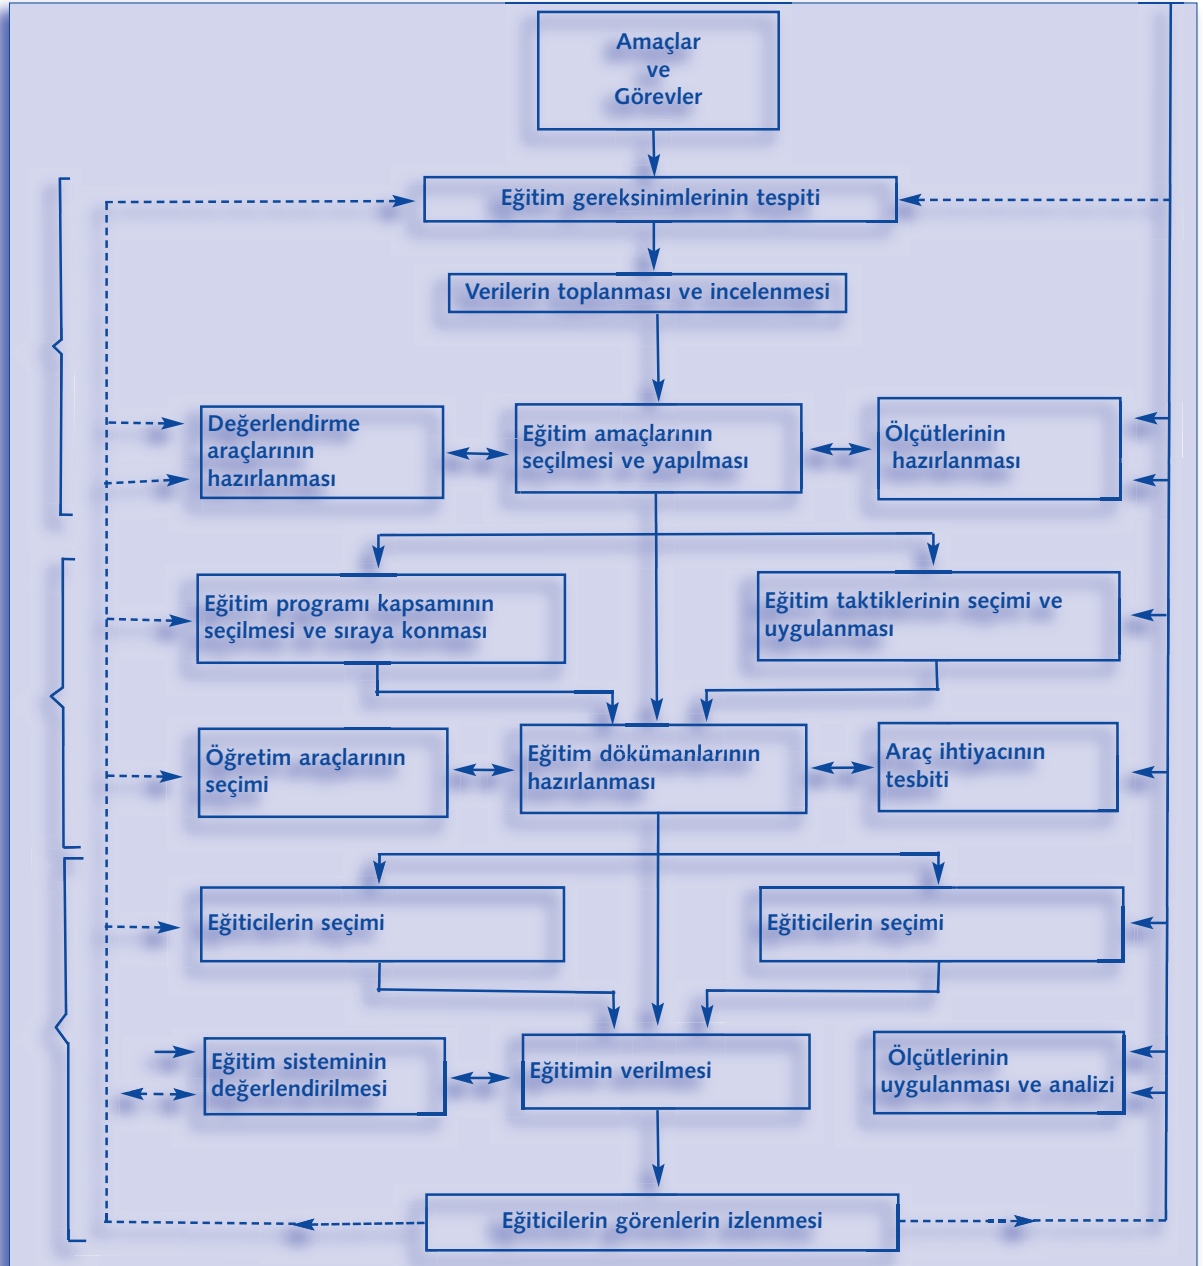 Amaçlar
ve
Görevler
Eğitim gereksinimlerinin tespiti
Verilerin toplanması ve incelenmesi
Değerlendirme
araçlarının
hazırlanması
Eğitim amaçlarının
seçilmesi ve yapılması
Ölçütlerinin
hazırlanması
Eğitim programı kapsamının
seçilmesi ve sıraya konması
Eğitim taktiklerinin seçimi ve
uygulanması
Öğretim araçlarının
seçimi
Eğitim dökümanlarının
hazırlanması
Araç ihtiyacının
tesbiti
Eğiticilerin seçimi
Eğiticilerin seçimi
Eğitim sisteminin
değerlendirilmesi
Eğitimin verilmesi
Ölçütlerinin
uygulanması ve analizi
Eğiticilerin görenlerin izlenmesi